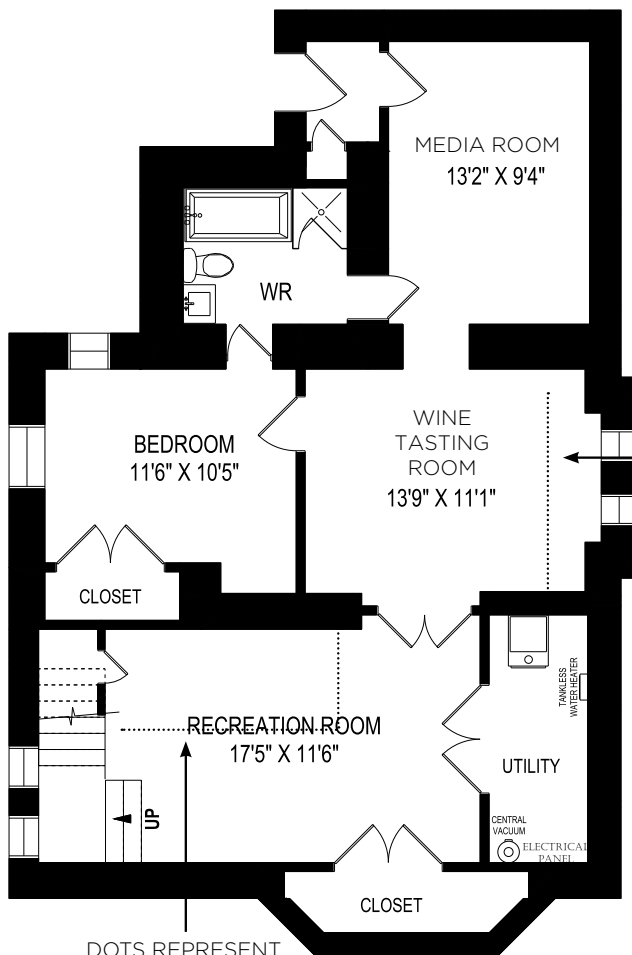 MEDIA ROOM
13'2" X 9'4"
WR
WINE
TASTING
ROOM
13'9" X 11'1"
BEDROOM
11'6" X 10'5"
CLOSET
TANKLESS
WATER HEATER
RECREATION ROOM
17'5" X 11'6"
UTILITY
UP
CENTRAL
VACUUM
ELECTRICAL
PANEL
CLOSET
DOTS REPRESENT